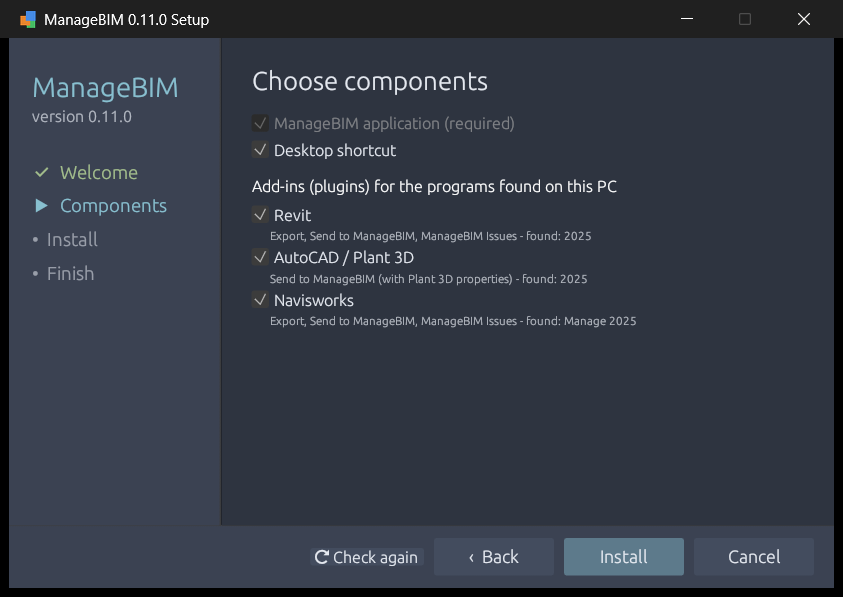 ManageBIM 0.11.0 Setup
ManageBIM
version 0.11.0
Welcome
Components
Install
Finish
Choose components
ManageBIM application (required)
Desktop shortcut
Add-ins (plugins) for the programs found on this PC
Revit
Export, Send to ManageBIM, ManageBIM Issues - found: 2025
AutoCAD / Plant 3D
Send to ManageBIM (with Plant 3D properties) - found: 2025
Navisworks
Export, Send to ManageBIM, ManageBIM Issues - found: Manage 2025
Check again
‹ Back
Install
Cancel